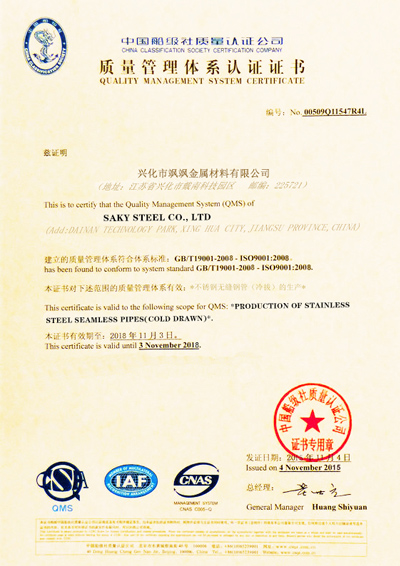 中国船级社质量认证公司
CHINA CLASSIFICATION SOCIETY CERTIFICATION COMPANY
质量管理体系认证证书
QUALITY MANAGEMENT SYSTEM CERTIFICATE
编号: No. 00509Q11547R4L
兹证明
兴化市飒飒金属材料有限公司
(地址: 江苏省兴化市戴南科技园区 邮编: 225721)
This is to certify that the Quality Management System (QMS) of
SAKY STEEL CO., LTD
(Add:DAINAN TECHNOLOGY PARK,XING HUA CITY, JIANGSU PROVINCE,CHINA)
建立的质量管理体系符合体系标准: GB/T19001-2008 - ISO9001:2008
has been found to conform to system standard GB/T19001-2008 - ISO9001:2008.
本证书对下述范围的质量管理体系有效: *不锈钢无缝钢管(冷拔)的生产*
This certificate is valid to the following scope for QMS: *PRODUCTION OF STAINLESS
STEEL SEAMLESS PIPES(COLD DRAWN)*.
本证书有效期至: 2018 年 11 月 3 日。
This certificate is valid until 3 November 2018.
中国船级社质量认证公司
证书专用章
发证日期: 2015 年 11 月 4 日
Issued on 4 November 2015
总经理:
General Manager Huang Shiyuan
QMS
IAF
CNAS
MANAGEMENT SYSTEM